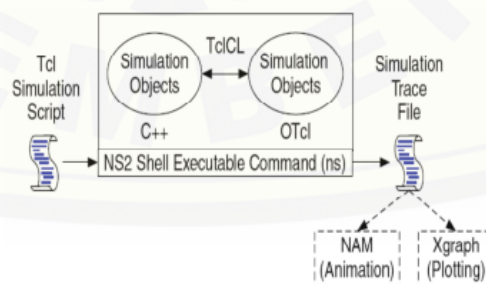 TclCL
Tcl
Simulation
Script
Simulation
Objects
Simulation
Objects
C++
OTcl
NS2 Shell Executable Command (ns)
Simulation
Trace
File
NAM
(Animation)
Xgraph
(Plotting)